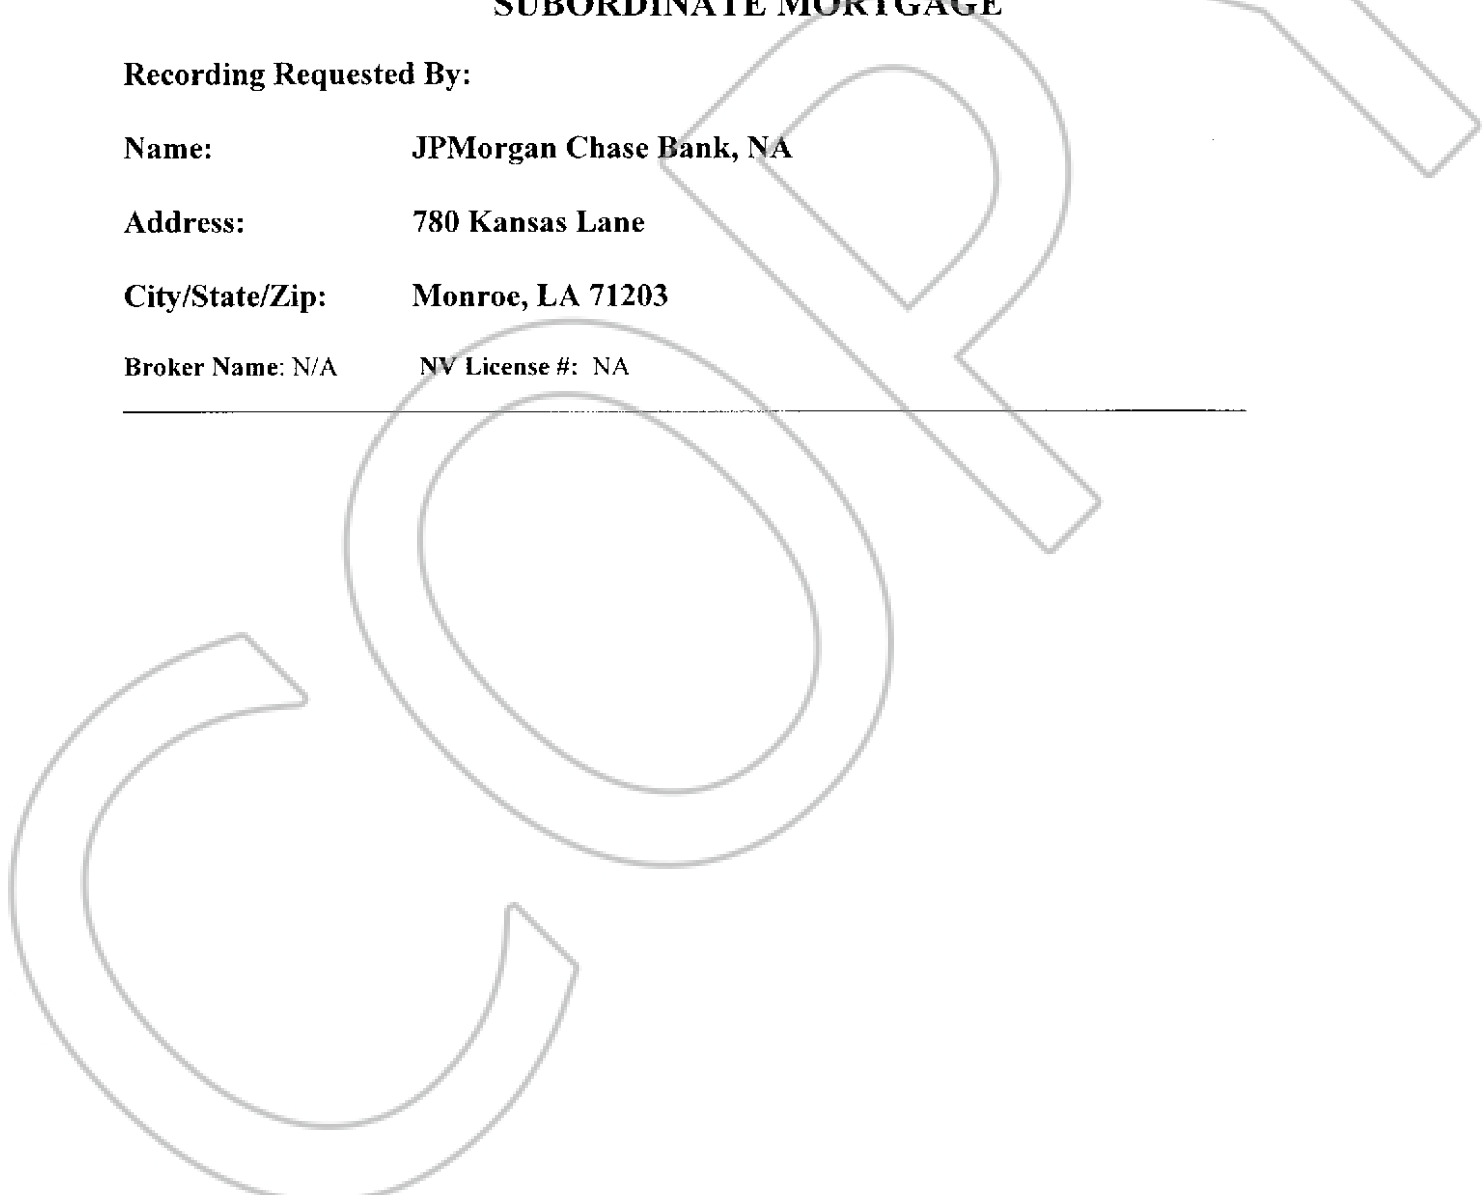 SUBORDINATE MORTGAGE
Recording Requested By:
Name: JPMorgan Chase Bank, NA
Address: 780 Kansas Lane
City/State/Zip: Monroe, LA 71203
Broker Name: N/A NV License #: NA
COPY